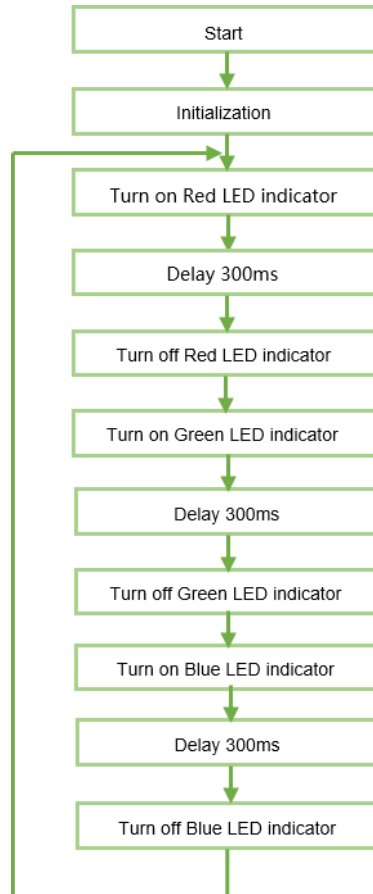 Start
Initialization
Turn on Red LED indicator
Delay 300ms
Turn off Red LED indicator
Turn on Green LED indicator
Delay 300ms
Turn off Green LED indicator
Turn on Blue LED indicator
Delay 300ms
Turn off Blue LED indicator